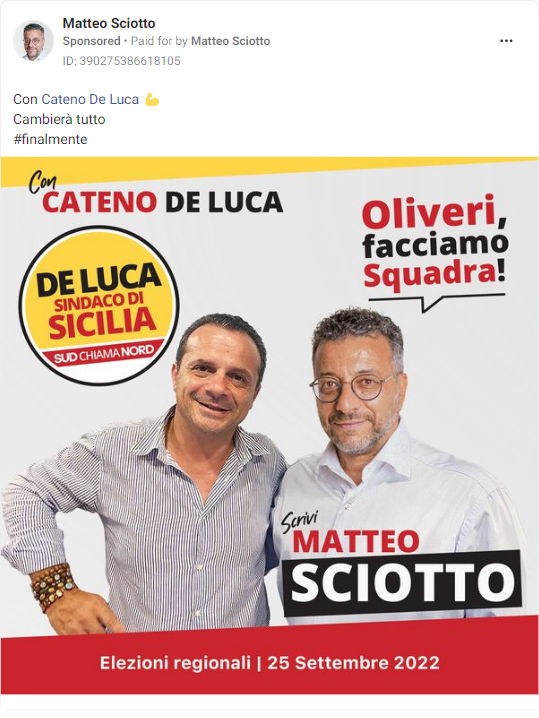 Matteo Sciotto
Sponsored • Paid for by Matteo Sciotto
ID: 390275386618105
Con Cateno De Luca 💪
Cambierà tutto
#finalmente
Con
CATENO DE LUCA
Oliveri,
facciamo
Squadra!
DE LUCA
SINDACO DI
SICILIA
SUD CHIAMA NORD
Scrivi
MATTEO
SCIOTTO
Elezioni regionali | 25 Settembre 2022